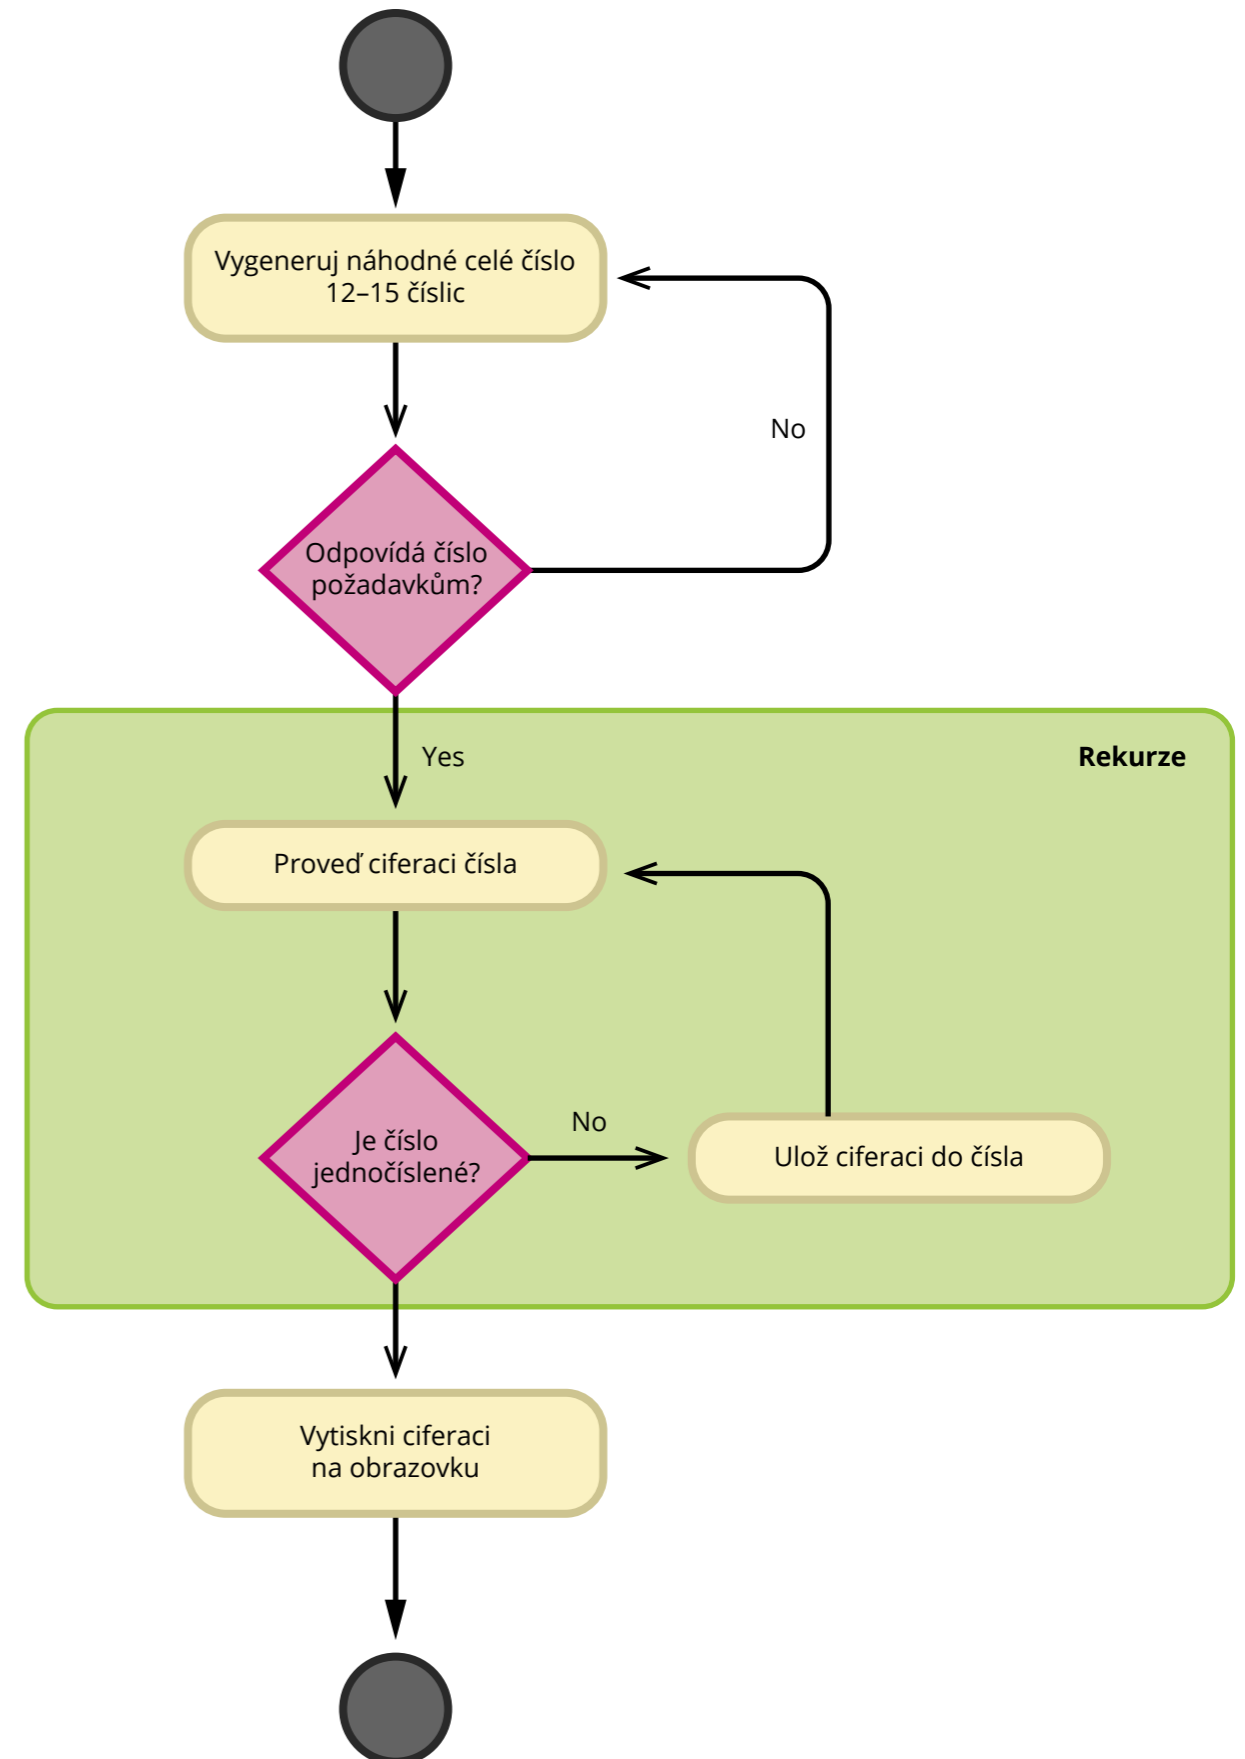 Vygeneruj náhodné celé číslo
12–15 číslic
No
Odpovídá číslo
požadavkům?
Yes
Rekurze
Proveď ciferaci čísla
No
Je číslo
jednočíslené?
Ulož ciferaci do čísla
Vytiskni ciferaci
na obrazovku